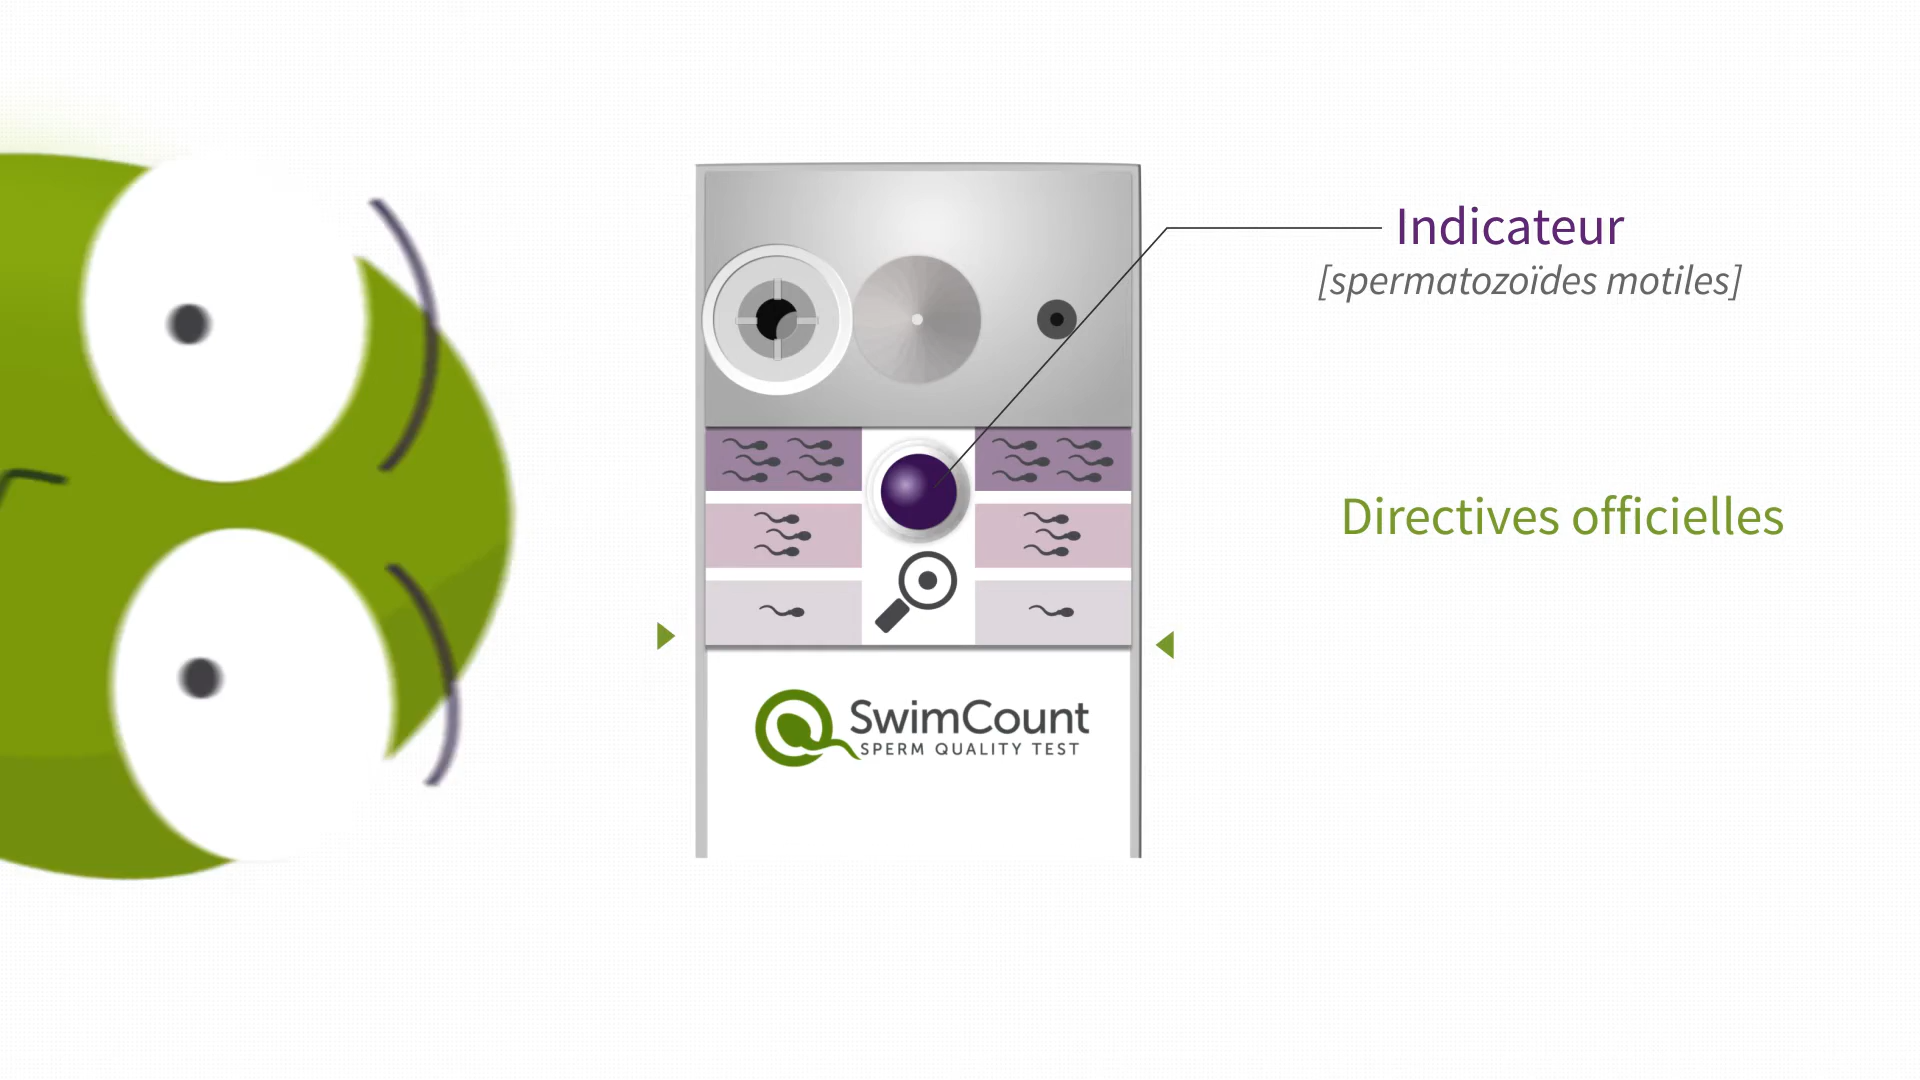 Indicateur
[spermatozoïdes motiles]
Directives officielles
SwimCount
SPERM QUALITY TEST